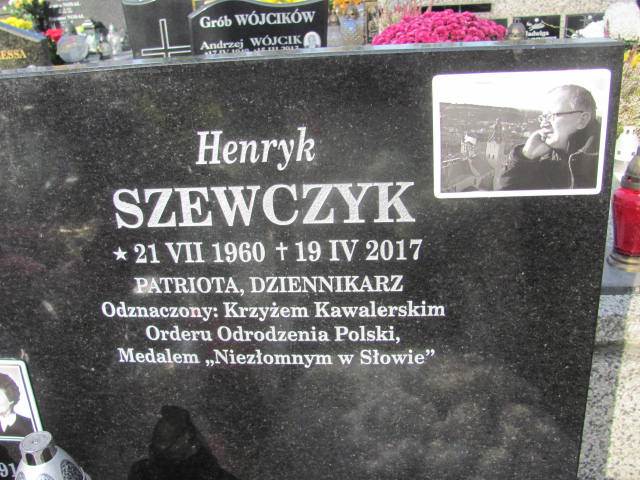 Grób WÓJCIKÓW
Andrzej WÓJCIK
Henryk
SZEWCZYK
★ 21 VII 1960 † 19 IV 2017
PATRIOTA, DZIENNIKARZ
Odznaczony: Krzyżem Kawalerskim
Orderu Odrodzenia Polski,
Medalem „Niezłomnym w Słowie”